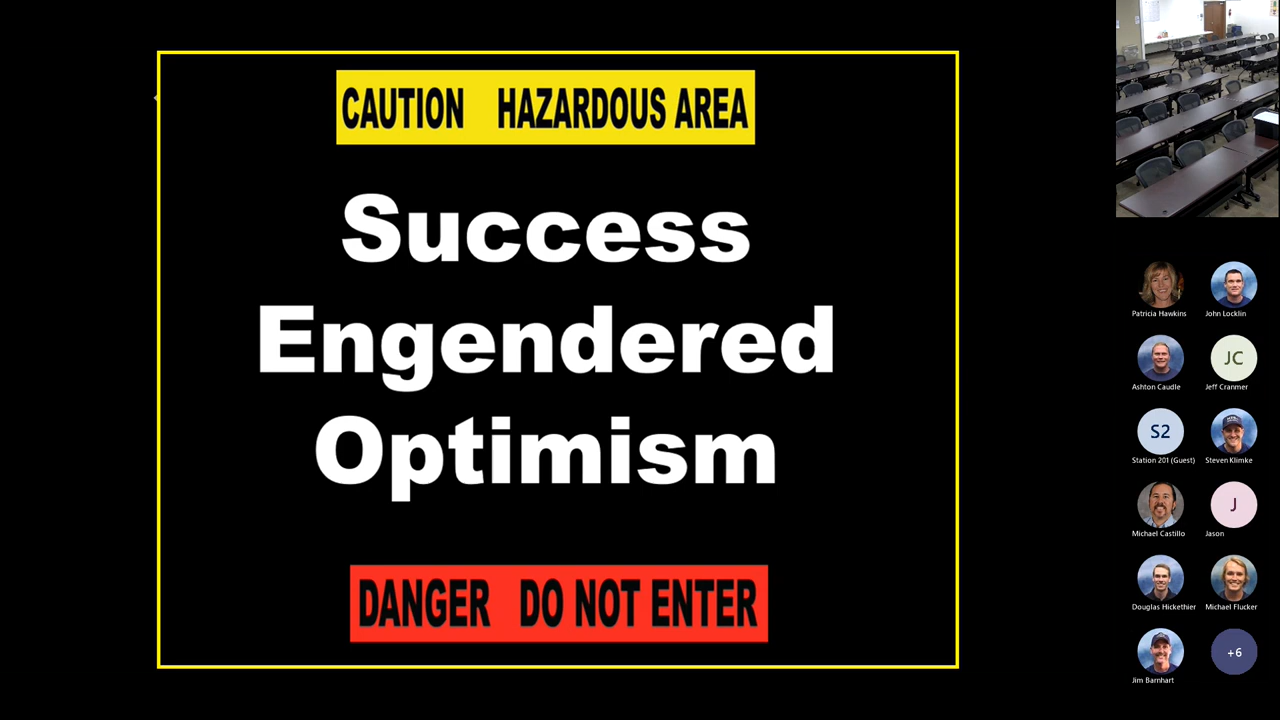 CAUTION HAZARDOUS AREA
Success
Engendered
Optimism
DANGER DO NOT ENTER
Patricia Hawkins
John Locklin
Ashton Caudle
JC
Jeff Cranmer
S2
Station 201 (Guest)
Steven Klimke
Michael Castillo
J
Jason
Douglas Hickethier
Michael Flucker
Jim Barnhart
+6